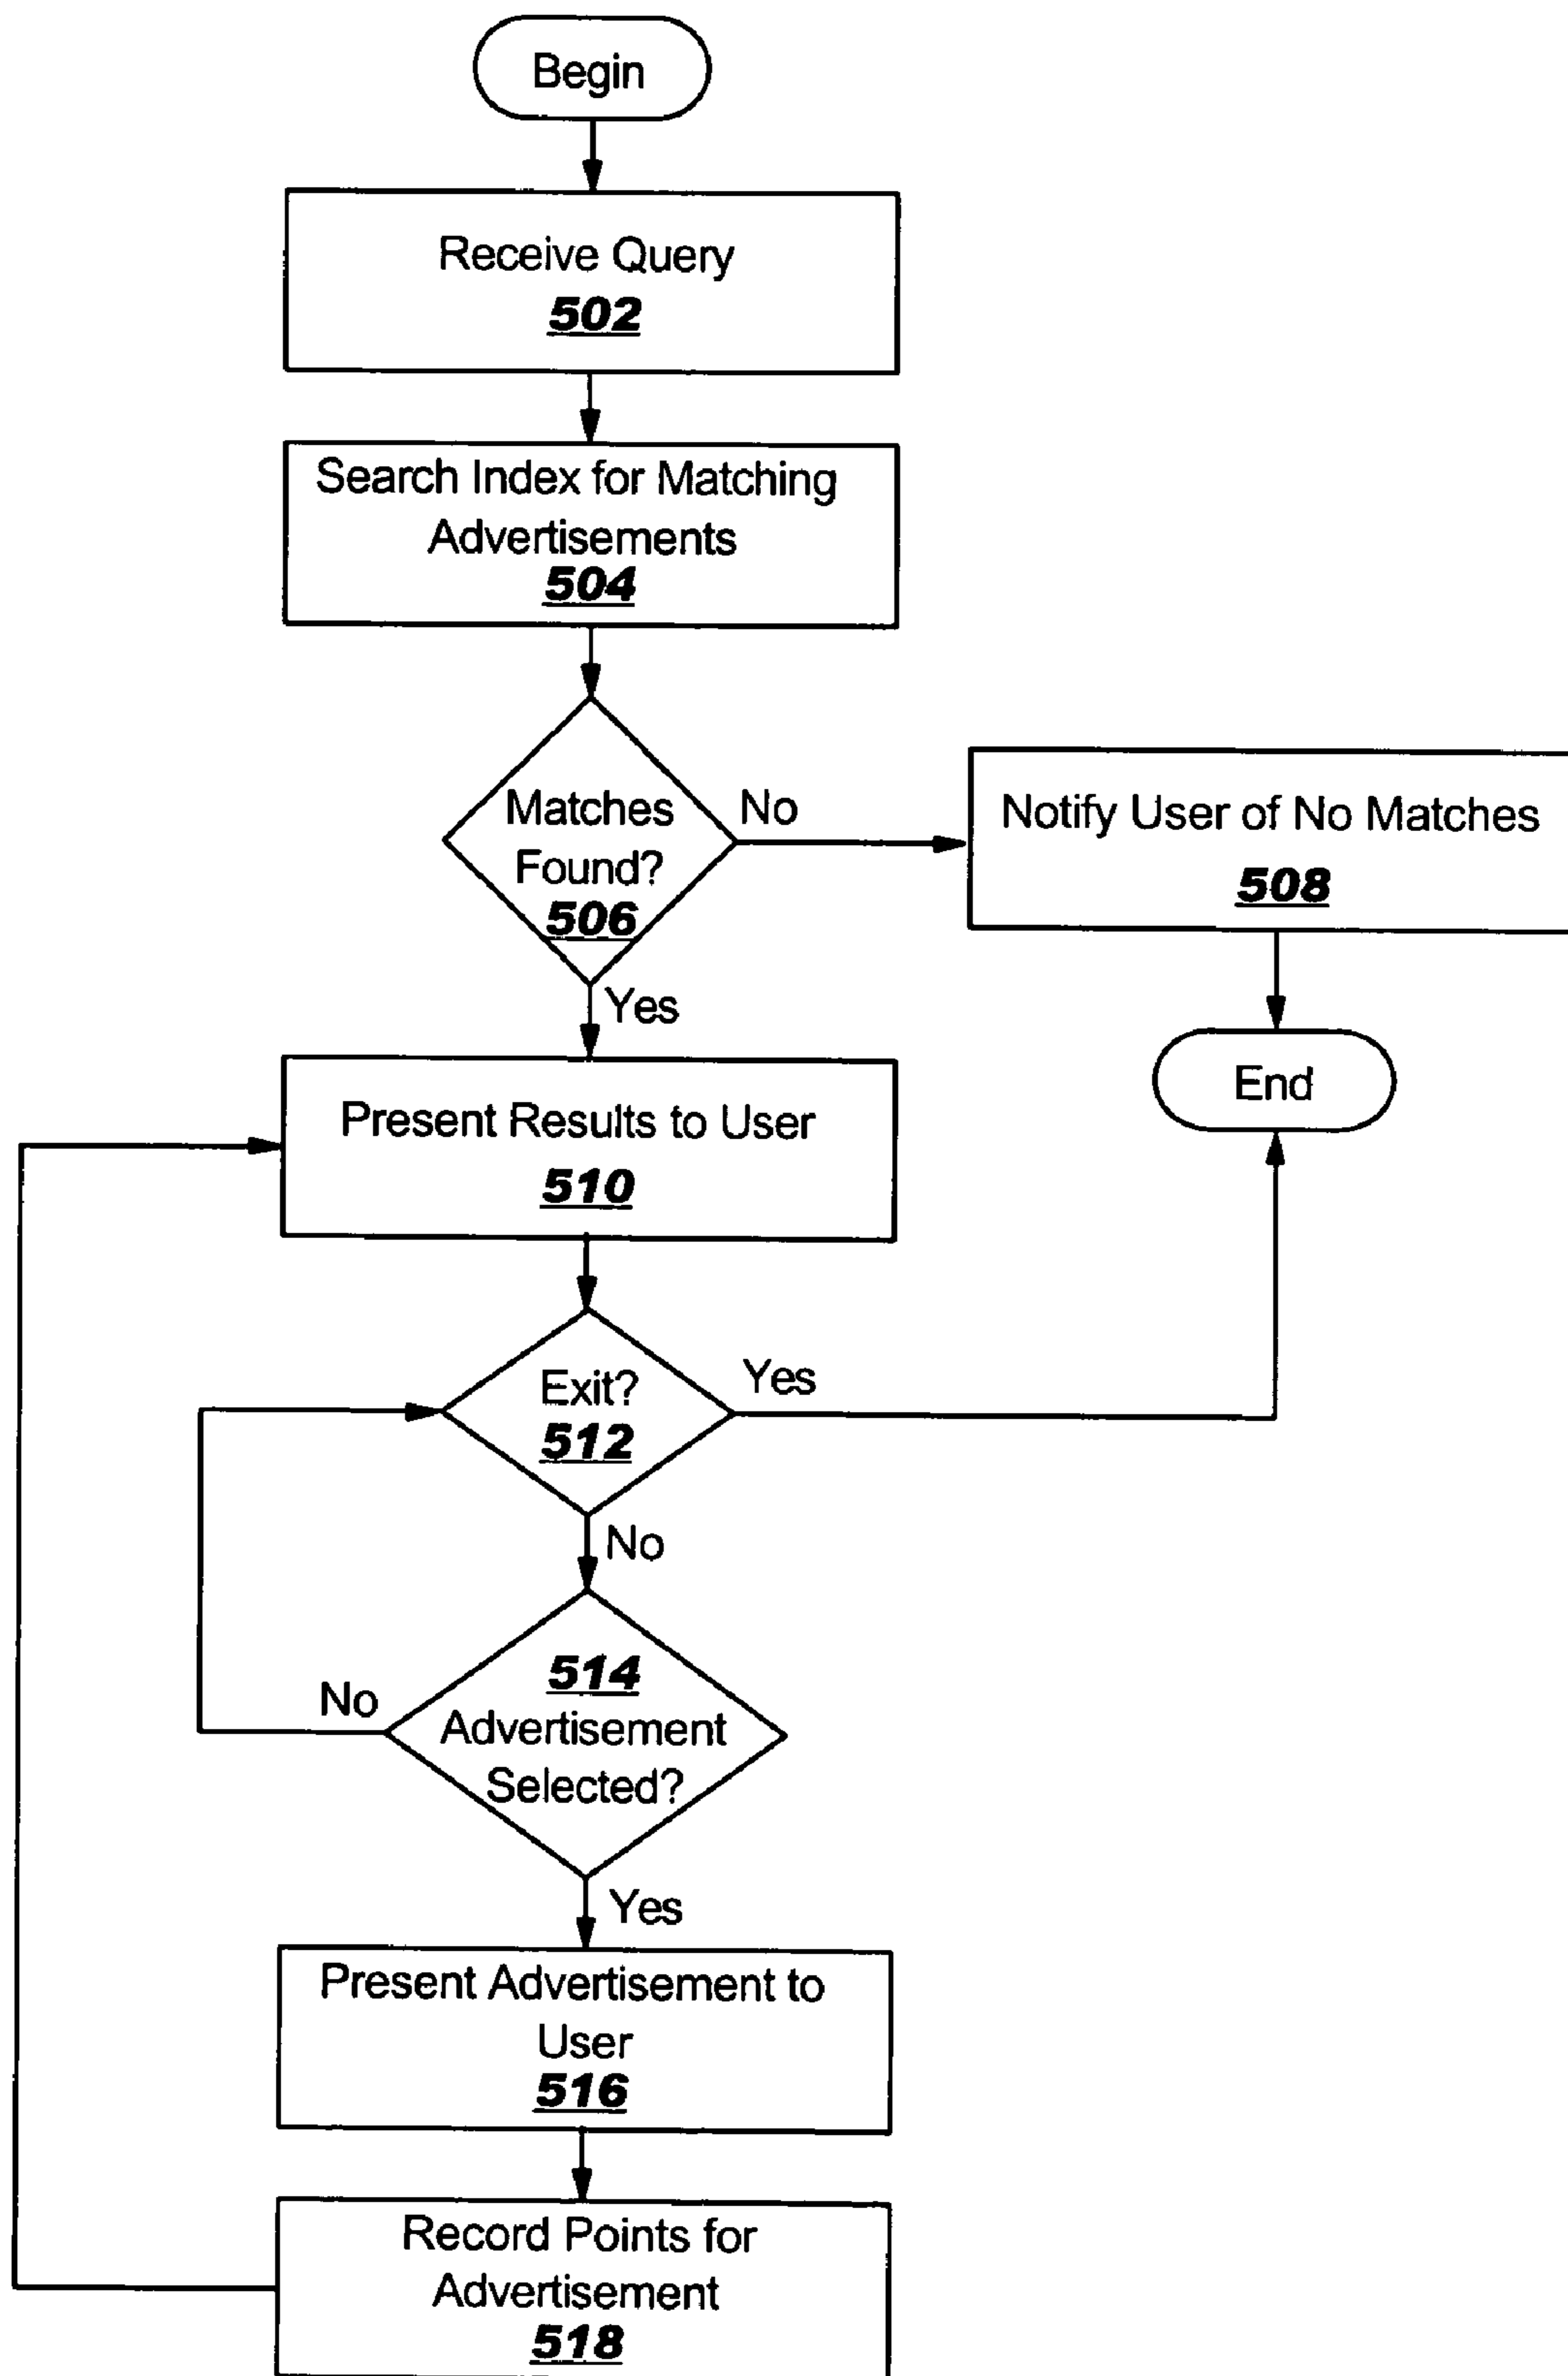 Begin
Receive Query
502
Search Index for Matching
Advertisements
504
Matches
Found?
506
No
Notify User of No Matches
508
Yes
End
Present Results to User
510
Exit?
512
Yes
No
514
Advertisement
Selected?
No
Yes
Present Advertisement to
User
516
Record Points for
Advertisement
518